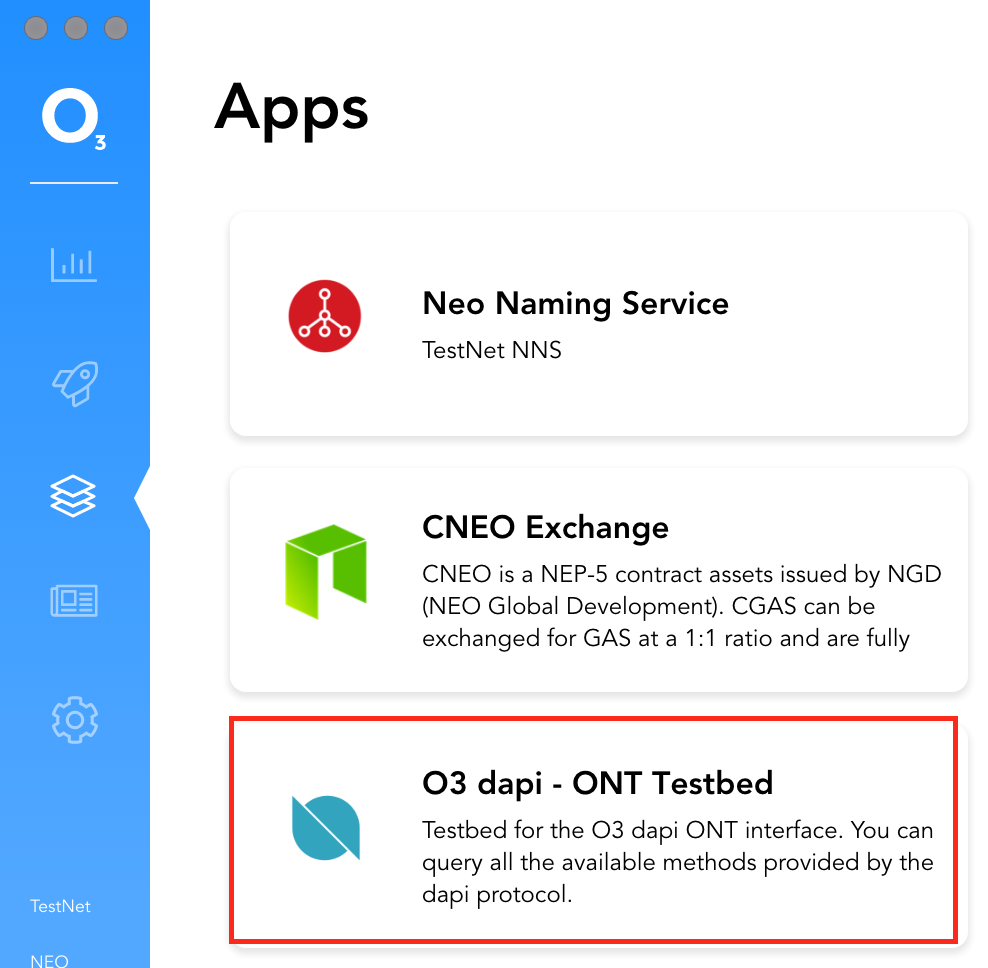 O3
Apps
Neo Naming Service
TestNet NNS
CNEO Exchange
CNEO is a NEP-5 contract assets issued by NGD
(NEO Global Development). CGAS can be
exchanged for GAS at a 1:1 ratio and are fully
O3 dapi - ONT Testbed
Testbed for the O3 dapi ONT interface. You can
query all the available methods provided by the
dapi protocol.
TestNet
NEO